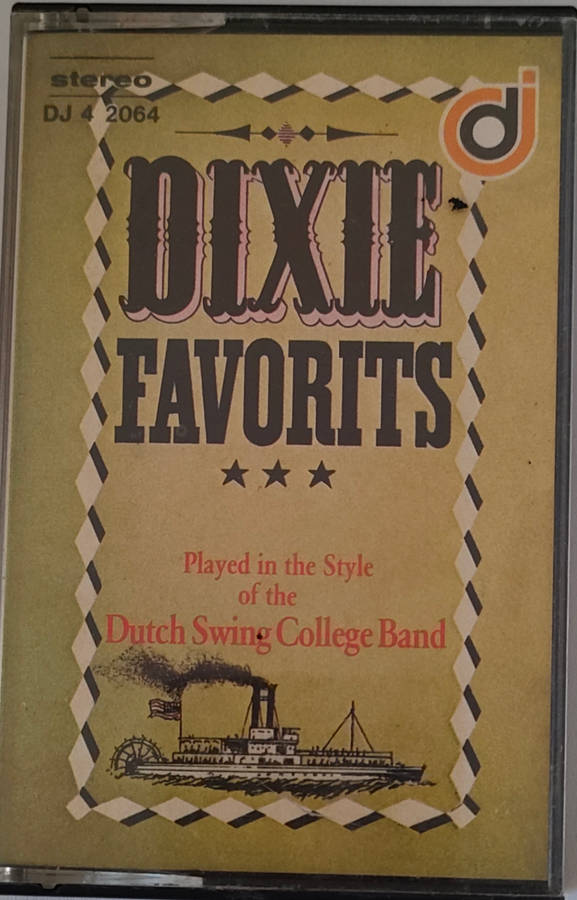 stereo
DJ 4 2064
dj
DIXIE
FAVORITS
★★★
Played in the Style
of the
Dutch Swing College Band